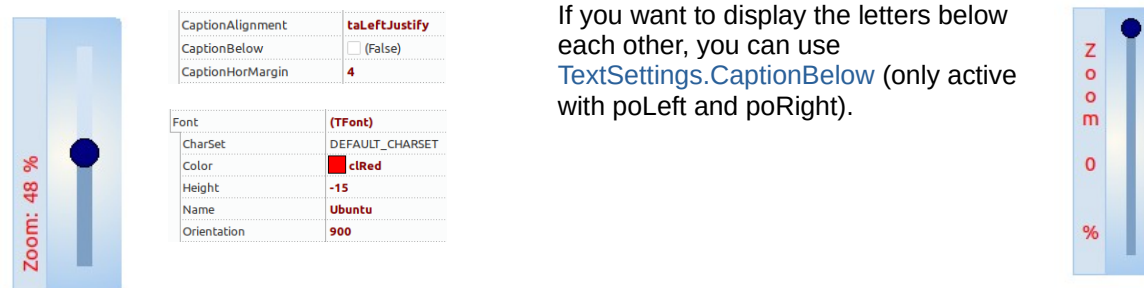 Zoom: 48 %
CaptionAlignment taLeftJustify
CaptionBelow (False)
CaptionHorMargin 4
Font (TFont)
CharSet DEFAULT_CHARSET
Color clRed
Height -15
Name Ubuntu
Orientation 900
If you want to display the letters below
each other, you can use
TextSettings.CaptionBelow (only active
with poLeft and poRight).
Z
o
o
m
0
%